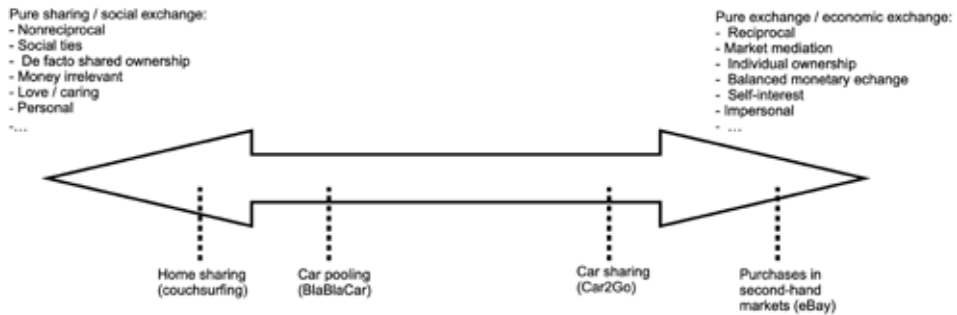 Pure sharing / social exchange:
- Nonreciprocal
- Social ties
- De facto shared ownership
- Money irrelevant
- Love / caring
- Personal
-...
Pure exchange / economic exchange:
- Reciprocal
- Market mediation
- Individual ownership
- Balanced monetary echange
- Self-interest
- Impersonal
- ...
Home sharing
(couchsurfing)
Car pooling
(BlaBlaCar)
Car sharing
(Car2Go)
Purchases in
second-hand
markets (eBay)